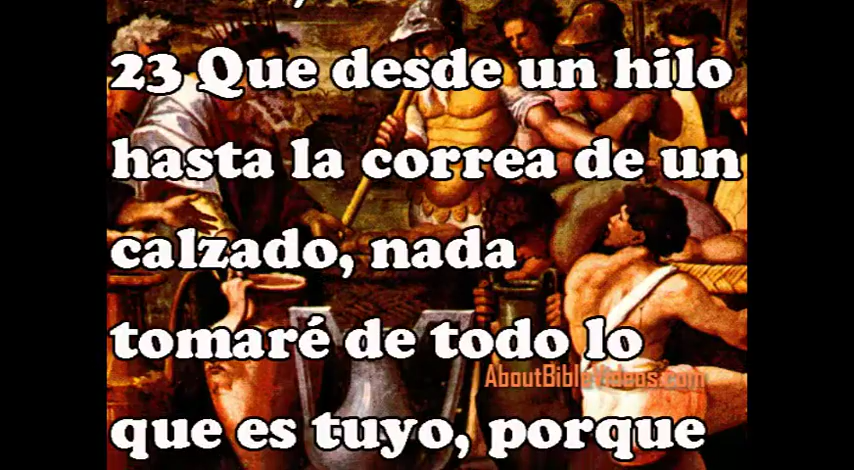 23 Que desde un hilo
hasta la correa de un
calzado, nada
tomaré de todo lo
AboutBibleVideos.com
que es tuyo, porque